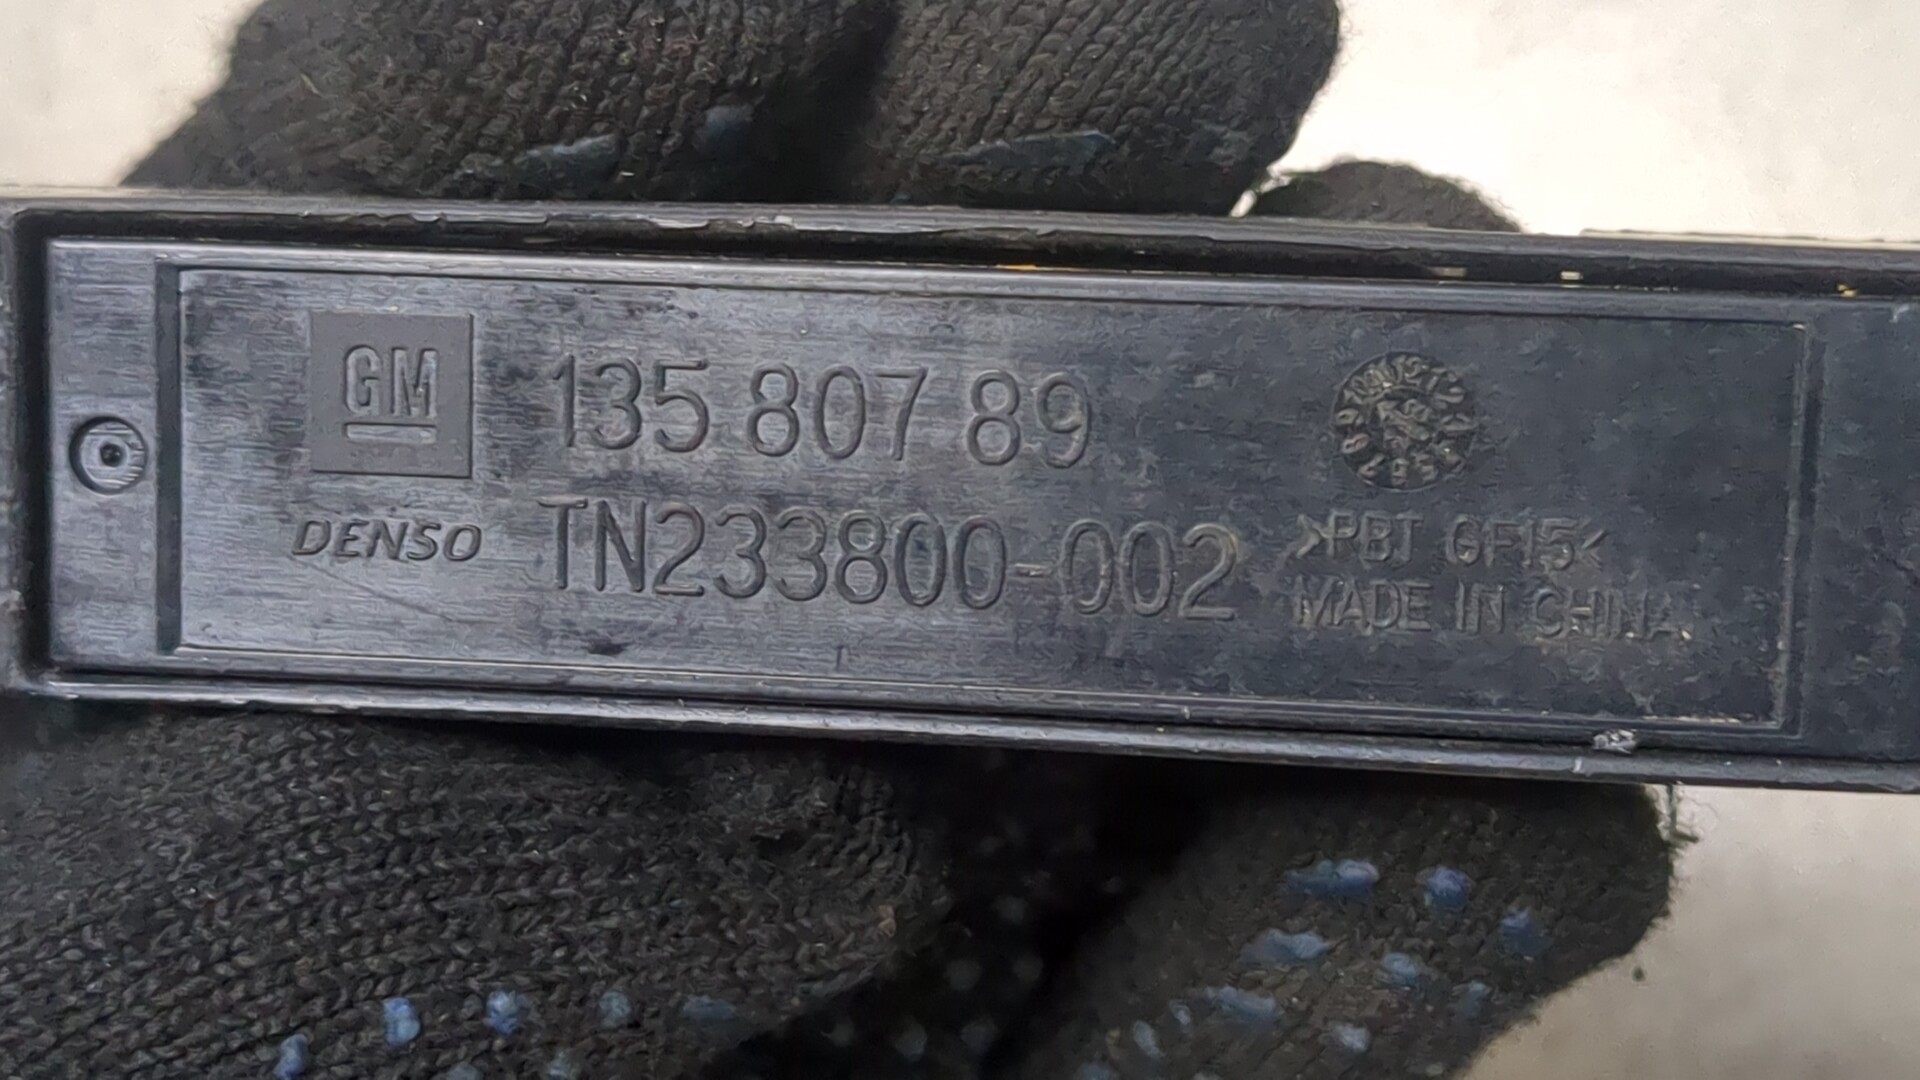 GM 135 807 89
DENSO TN233800-002
>PBT GF15<
MADE IN CHINA